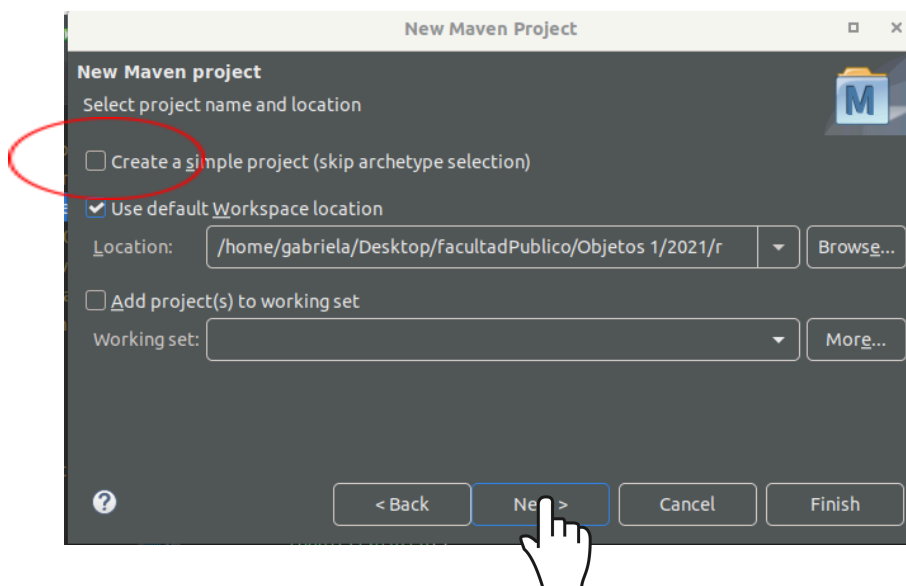 New Maven Project
New Maven project
Select project name and location
M
Create a simple project (skip archetype selection)
Use default Workspace location
Location: /home/gabriela/Desktop/facultadPublico/Objetos 1/2021/r Browse...
Add project(s) to working set
Working set: More...
? < Back > Cancel Finish